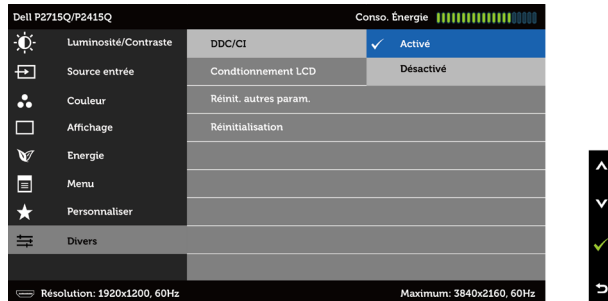 Dell P2715Q/P2415Q Conso. Énergie
Luminosité/Contraste DDC/CI Activé
Source entrée Condtionnement LCD Désactivé
Couleur Réinit. autres param.
Affichage Réinitialisation
Energie
Menu
Personnaliser
Divers
Résolution: 1920x1200, 60Hz Maximum: 3840x2160, 60Hz